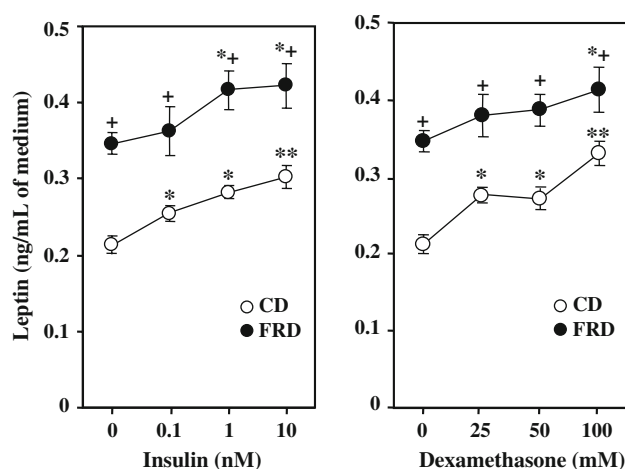 Leptin (ng/mL of medium)
0.5
0.4
0.3
0.2
0.1
0
+
+
*+
*+
*
*
**
CD
FRD
0 0.1 1 10
Insulin (nM)
0.5
0.4
0.3
0.2
0.1
0
+
+
+
*+
*
*
**
CD
FRD
0 25 50 100
Dexamethasone (mM)